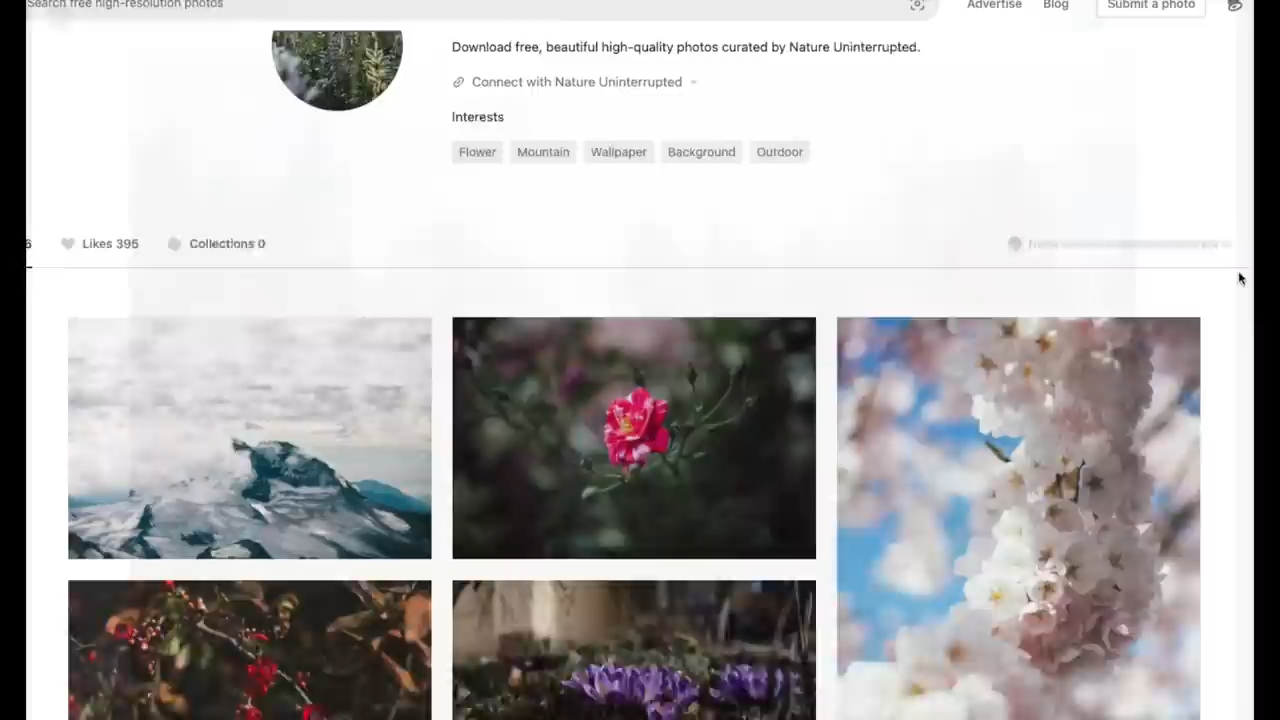 Search free high-resolution photos
Advertise Blog Submit a photo
Download free, beautiful high-quality photos curated by Nature Uninterrupted.
Connect with Nature Uninterrupted
Interests
Flower Mountain Wallpaper Background Outdoor
6 Likes 395 Collections 0